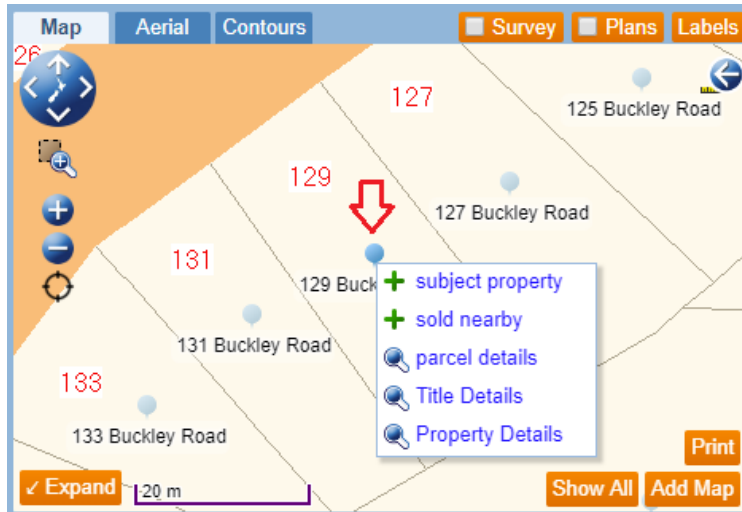 Map Aerial Contours Survey Plans Labels
26
127
125 Buckley Road
129
127 Buckley Road
129 Buck
subject property
sold nearby
131
131 Buckley Road
parcel details
133
Title Details
133 Buckley Road
Property Details
Print
↙ Expand
20 m
Show All Add Map